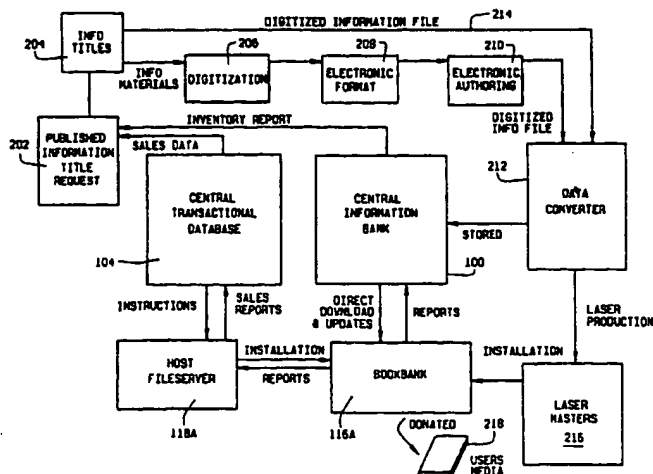 DIGITIZED INFORMATION FILE
214
204
INFO
TITLES
206
208
210
INFO
MATERIALS
DIGITIZATION
ELECTRONIC
FORMAT
ELECTRONIC
AUTHORING
INVENTORY REPORT
DIGITIZED
INFO FILE
202
PUBLISHED
INFORMATION
TITLE
REQUEST
SALES DATA
212
CENTRAL
TRANSACTIONAL
DATABASE
CENTRAL
INFORMATION
BANK
DATA
CONVERTER
STORED
104
100
INSTRUCTIONS
SALES
REPORTS
DIRECT
DOWNLOAD
& UPDATES
REPORTS
LASER
PRODUCTION
HOST
FILESERVER
INSTALLATION
REPORTS
BOOKBANK
INSTALLATION
LASER
MASTERS
216
118A
116A
DONATED
218
USERS
MEDIA